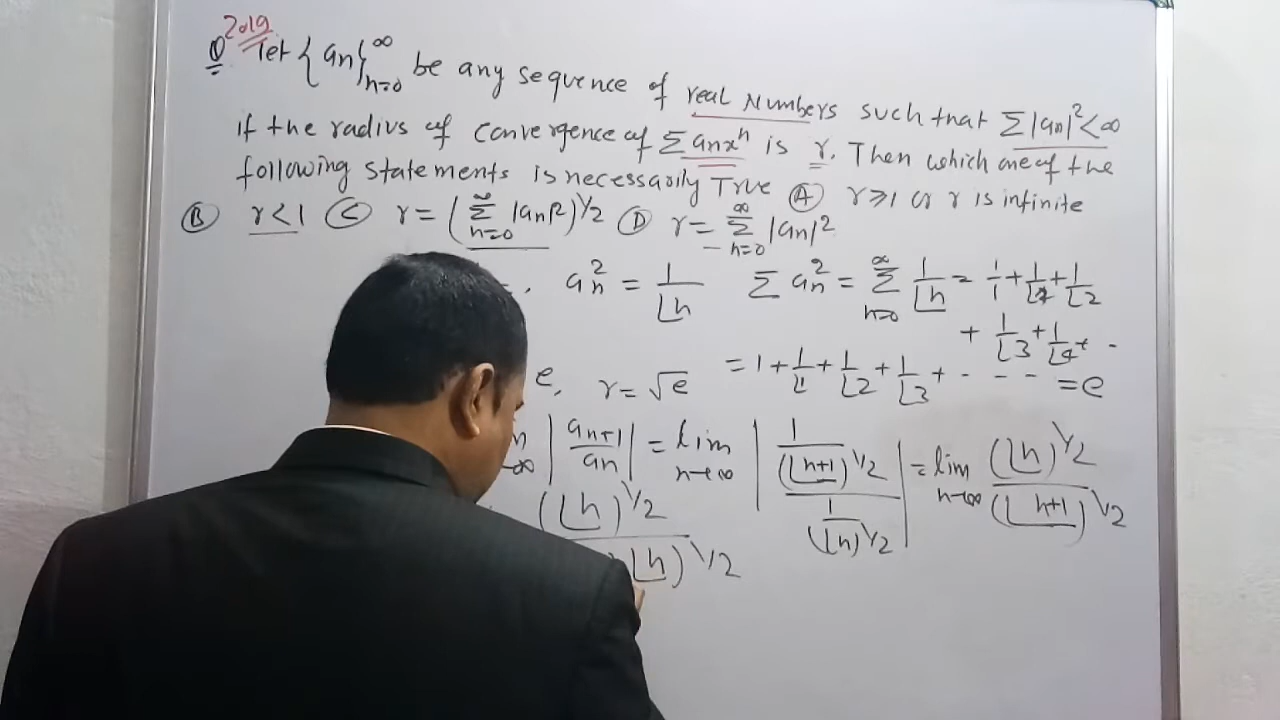 2019
Q Let {an}∞n=0 be any sequence of real Numbers such that Σ|an|²<∞
if the radius of convergence of Σanxⁿ is r. Then which one of the
following statements is necessarily True (A) r≥1 or r is infinite
(B) r<1 (C) r = (∞Σn=0 |an|²)^1/2 (D) r = ∞Σn=0 |an|²
an² = 1/⌊n Σ an² = ∞Σn=0 1/⌊n = 1/1 + 1/⌊1 + 1/⌊2
+ 1/⌊3 + 1/⌊4 + ..
e, r = √e = 1 + 1/⌊1 + 1/⌊2 + 1/⌊3 + - - - - = e
|an+1/an| = lim n→∞ |1/(⌊n+1)^1/2 / 1/(⌊n)^1/2| = lim n→∞ (⌊n)^1/2/(⌊n+1)^1/2
(⌊n)^1/2
⌊n)^1/2